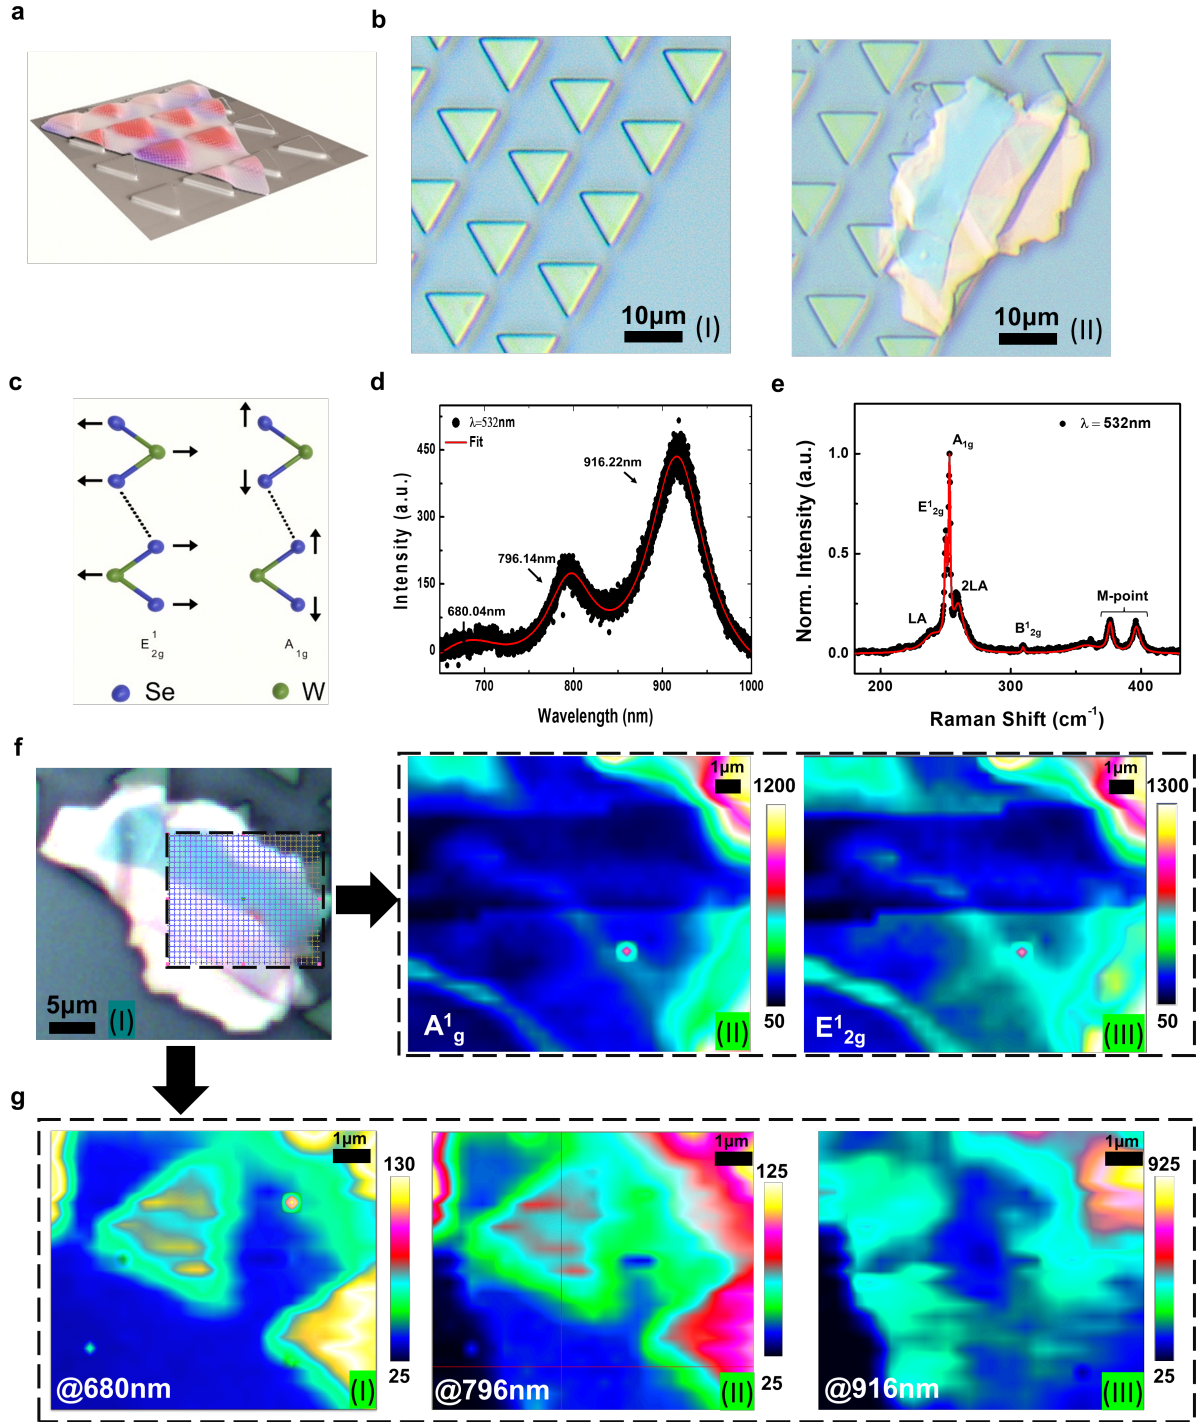 a
b
10μm
(I)
10μm
(II)
c
E¹2g
A1g
Se
W
d
λ=532nm
Fit
916.22nm
796.14nm
680.04nm
450
300
150
0
700
800
900
1000
Intensity (a.u.)
Wavelength (nm)
e
λ = 532nm
A1g
E¹2g
2LA
LA
B¹2g
M-point
1.0
0.5
0.0
200
300
400
Norm. Intensity (a.u.)
Raman Shift (cm⁻¹)
f
5μm
(I)
1μm
1200
50
A¹g
(II)
1μm
1300
50
E¹2g
(III)
g
1μm
130
25
@680nm
(I)
1μm
125
25
@796nm
(II)
1μm
925
25
@916nm
(III)